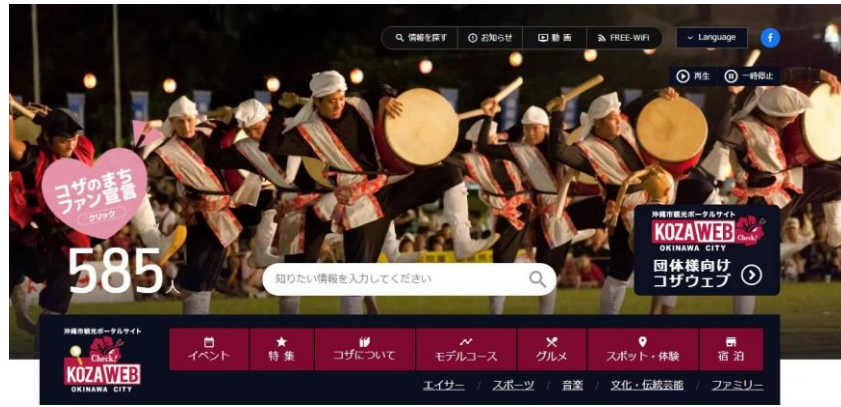 情報を探す
お知らせ
動 画
FREE-WiFi
Language
再生
一時停止
コザのまち
ファン宣言
クリック
585人
知りたい情報を入力してください
沖縄市観光ポータルサイト
KOZAWEB Check!
OKINAWA CITY
団体様向け
コザウェブ
沖縄市観光ポータルサイト
Check!
KOZAWEB
OKINAWA CITY
イベント
特 集
コザについて
モデルコース
グルメ
スポット・体験
宿 泊
エイサー / スポーツ / 音楽 / 文化・伝統芸能 / ファミリー